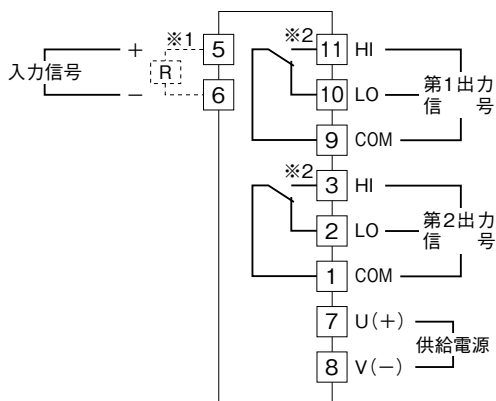 ※1
＋
5
入力信号
R
－
6
※2
11 HI
10 LO
9 COM
第1出力
信号
※2
3 HI
2 LO
1 COM
第2出力
信号
7 U(＋)
8 V(－)
供給電源